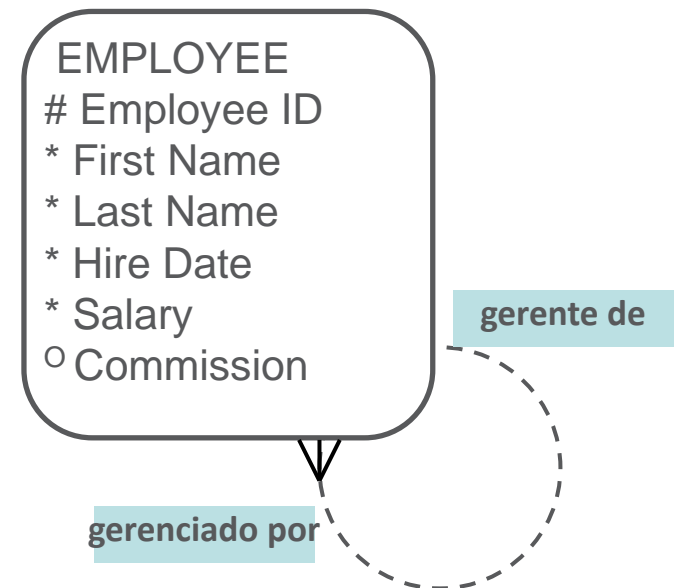 EMPLOYEE
# Employee ID
* First Name
* Last Name
* Hire Date
* Salary
O Commission
gerente de
gerenciado por